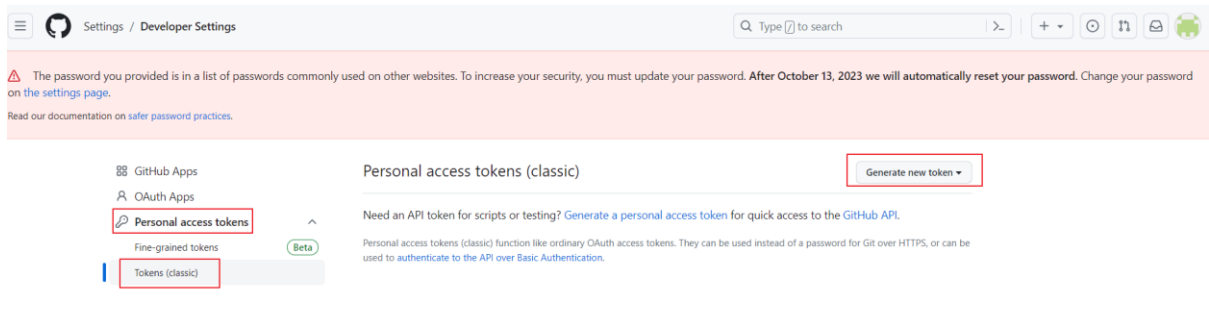 Settings / Developer Settings
Type / to search
The password you provided is in a list of passwords commonly used on other websites. To increase your security, you must update your password. After October 13, 2023 we will automatically reset your password. Change your password
on the settings page.
Read our documentation on safer password practices.
GitHub Apps
OAuth Apps
Personal access tokens
Fine-grained tokens Beta
Tokens (classic)
Personal access tokens (classic)
Generate new token
Need an API token for scripts or testing? Generate a personal access token for quick access to the GitHub API.
Personal access tokens (classic) function like ordinary OAuth access tokens. They can be used instead of a password for Git over HTTPS, or can be
used to authenticate to the API over Basic Authentication.